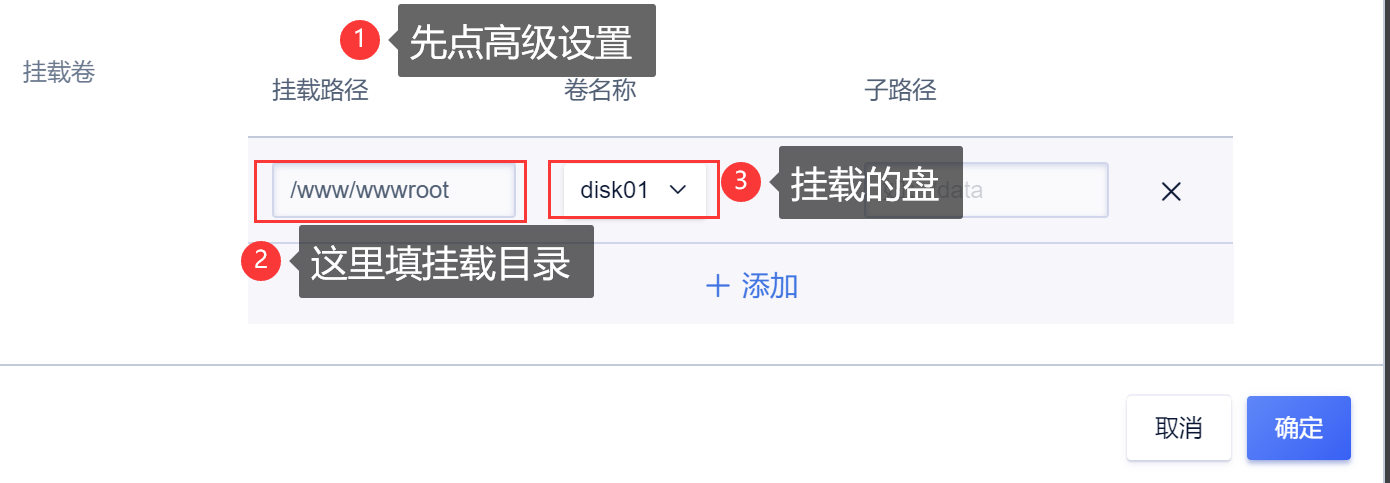 1 先点高级设置
挂载卷
挂载路径 卷名称 子路径
/www/wwwroot disk01 3 挂载的盘 data
2 这里填挂载目录
添加
取消 确定